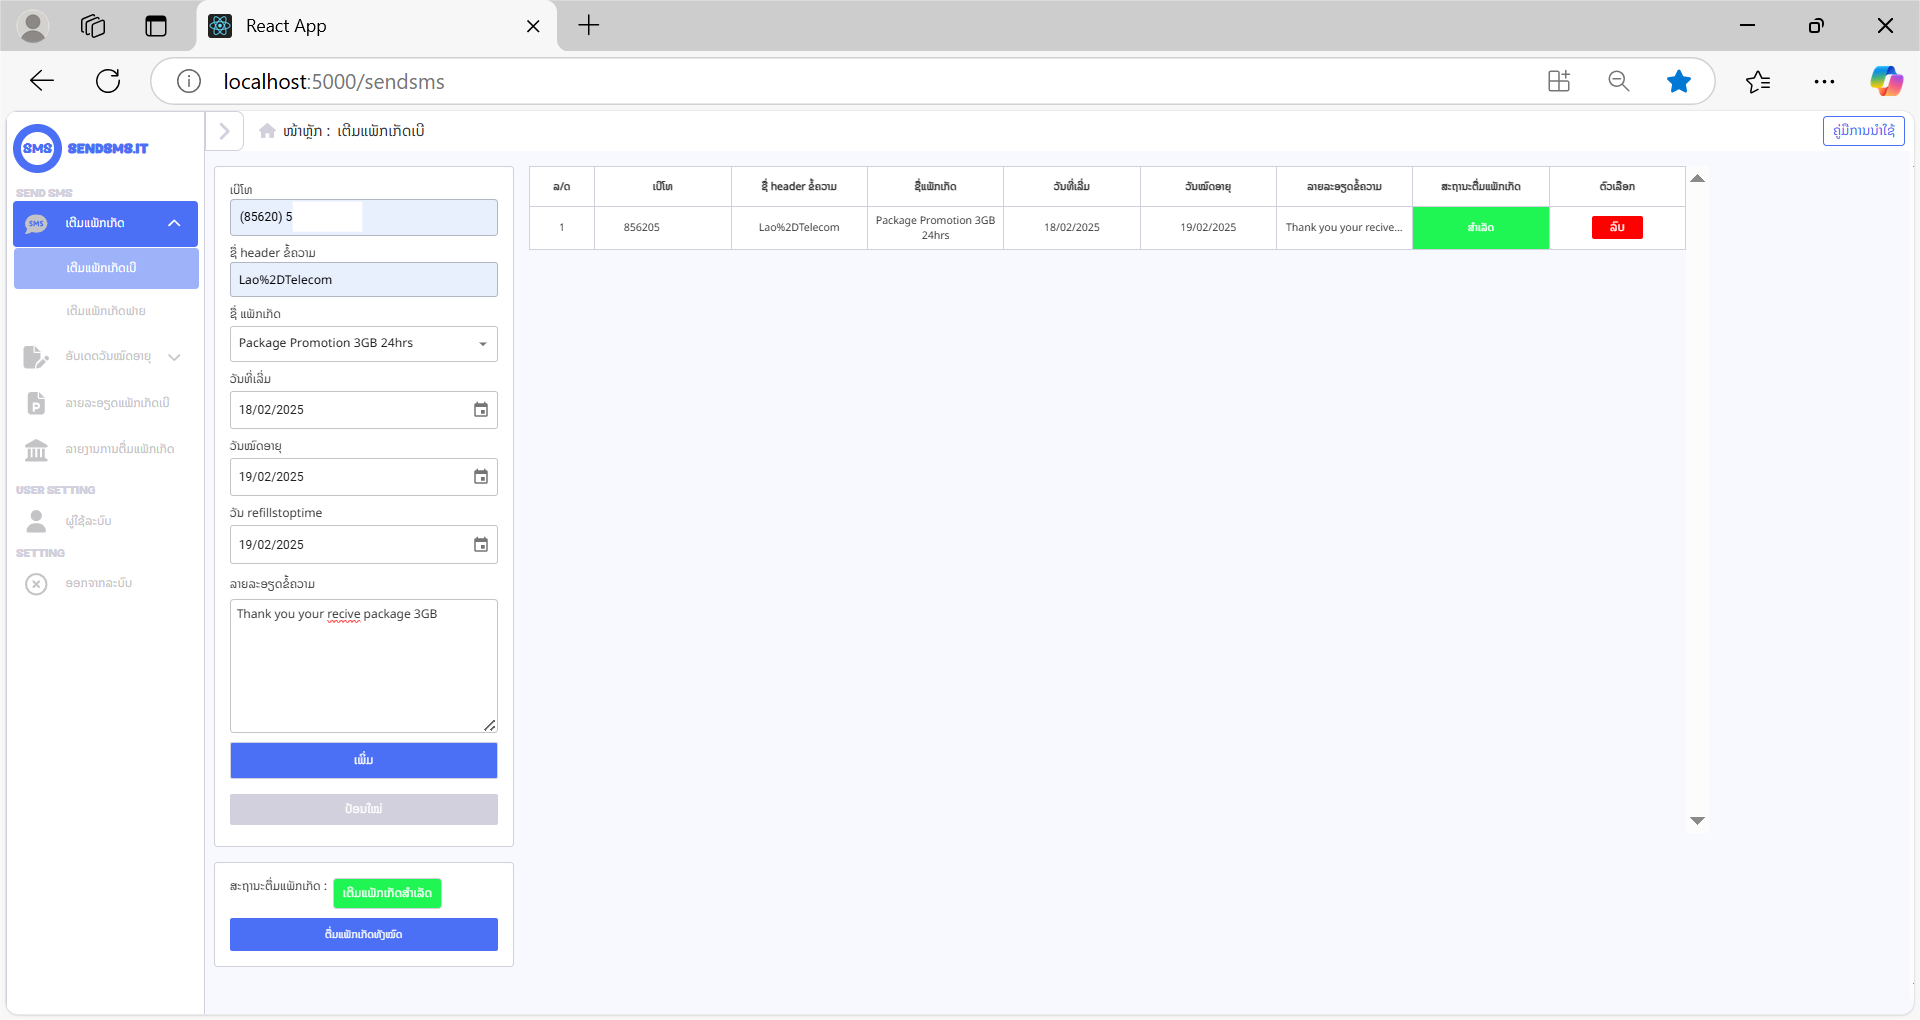 React App
localhost:5000/sendsms
SMS SENDSMS.IT
ໜ້າຫຼັກ : ເຕີມແພັກເກັດເບີ
ຄູ່ມືການນຳໃຊ້
SEND SMS
SMS ເຕີມແພັກເກັດ
ເຕີມແພັກເກັດເບີ
ເຕີມແພັກເກັດຟາຍ
ອັບເດດວັນໝົດອາຍຸ
ລາຍລະອຽດແພັກເກັດເບີ
ລາຍງານການຕື່ມແພັກເກັດ
USER SETTING
ຜູ້ໃຊ້ລະບົບ
SETTING
ອອກຈາກລະບົບ
ເບີໂທ
(85620) 5
ຊື່ header ຂໍ້ຄວາມ
Lao%2DTelecom
ຊື່ ແພັກເກັດ
Package Promotion 3GB 24hrs
ວັນທີ່ເລີ່ມ
18/02/2025
ວັນໝົດອາຍຸ
19/02/2025
ວັນ refillstoptime
19/02/2025
ລາຍລະອຽດຂໍ້ຄວາມ
Thank you your recive package 3GB
ເພີ່ມ
ປ້ອນໃໝ່
ສະຖານະຕື່ມແພັກເກັດ : ເຕີມແພັກເກັດສຳເລັດ
ຕື່ມແພັກເກັດທັງໝົດ
ລ/ດ ເບີໂທ ຊື່ header ຂໍ້ຄວາມ ຊື່ແພັກເກັດ ວັນທີ່ເລີ່ມ ວັນໝົດອາຍຸ ລາຍລະອຽດຂໍ້ຄວາມ ສະຖານະຕື່ມແພັກເກັດ ຕົວເລືອກ
1 856205 Lao%2DTelecom Package Promotion 3GB 24hrs 18/02/2025 19/02/2025 Thank you your recive... ສຳເລັດ ລົບ